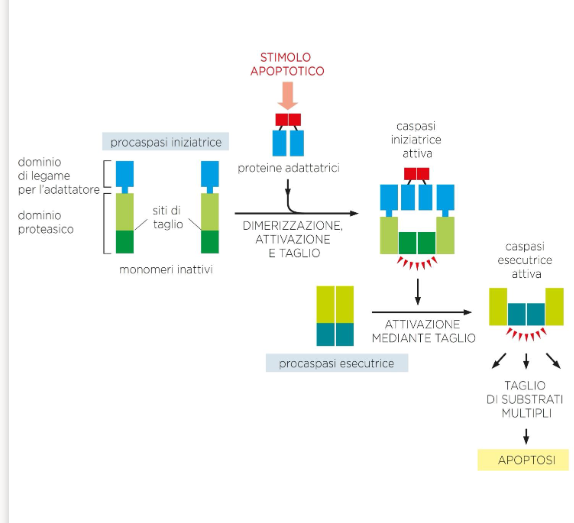 STIMOLO
APOPTOTICO
procaspasi iniziatrice
dominio
di legame
per l'adattatore
dominio
proteasico
siti di
taglio
monomeri inattivi
proteine adattatrici
DIMERIZZAZIONE,
ATTIVAZIONE
E TAGLIO
caspasi
iniziatrice
attiva
procaspasi esecutrice
ATTIVAZIONE
MEDIANTE TAGLIO
caspasi
esecutrice
attiva
TAGLIO
DI SUBSTRATI
MULTIPLI
APOPTOSI